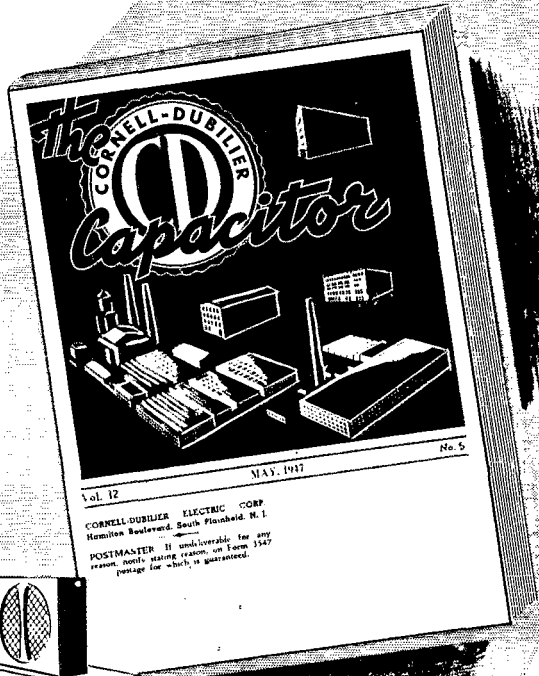 the
CORNELL-DUBILIER
CD
Capacitor
Vol. 12 MAY, 1947 No. 5
CORNELL-DUBILIER ELECTRIC CORP.
Hamilton Boulevard, South Plainfield, N. J.
POSTMASTER If undeliverable for any
reason, notify stating reason, on Form 3547
postage for which is guaranteed.